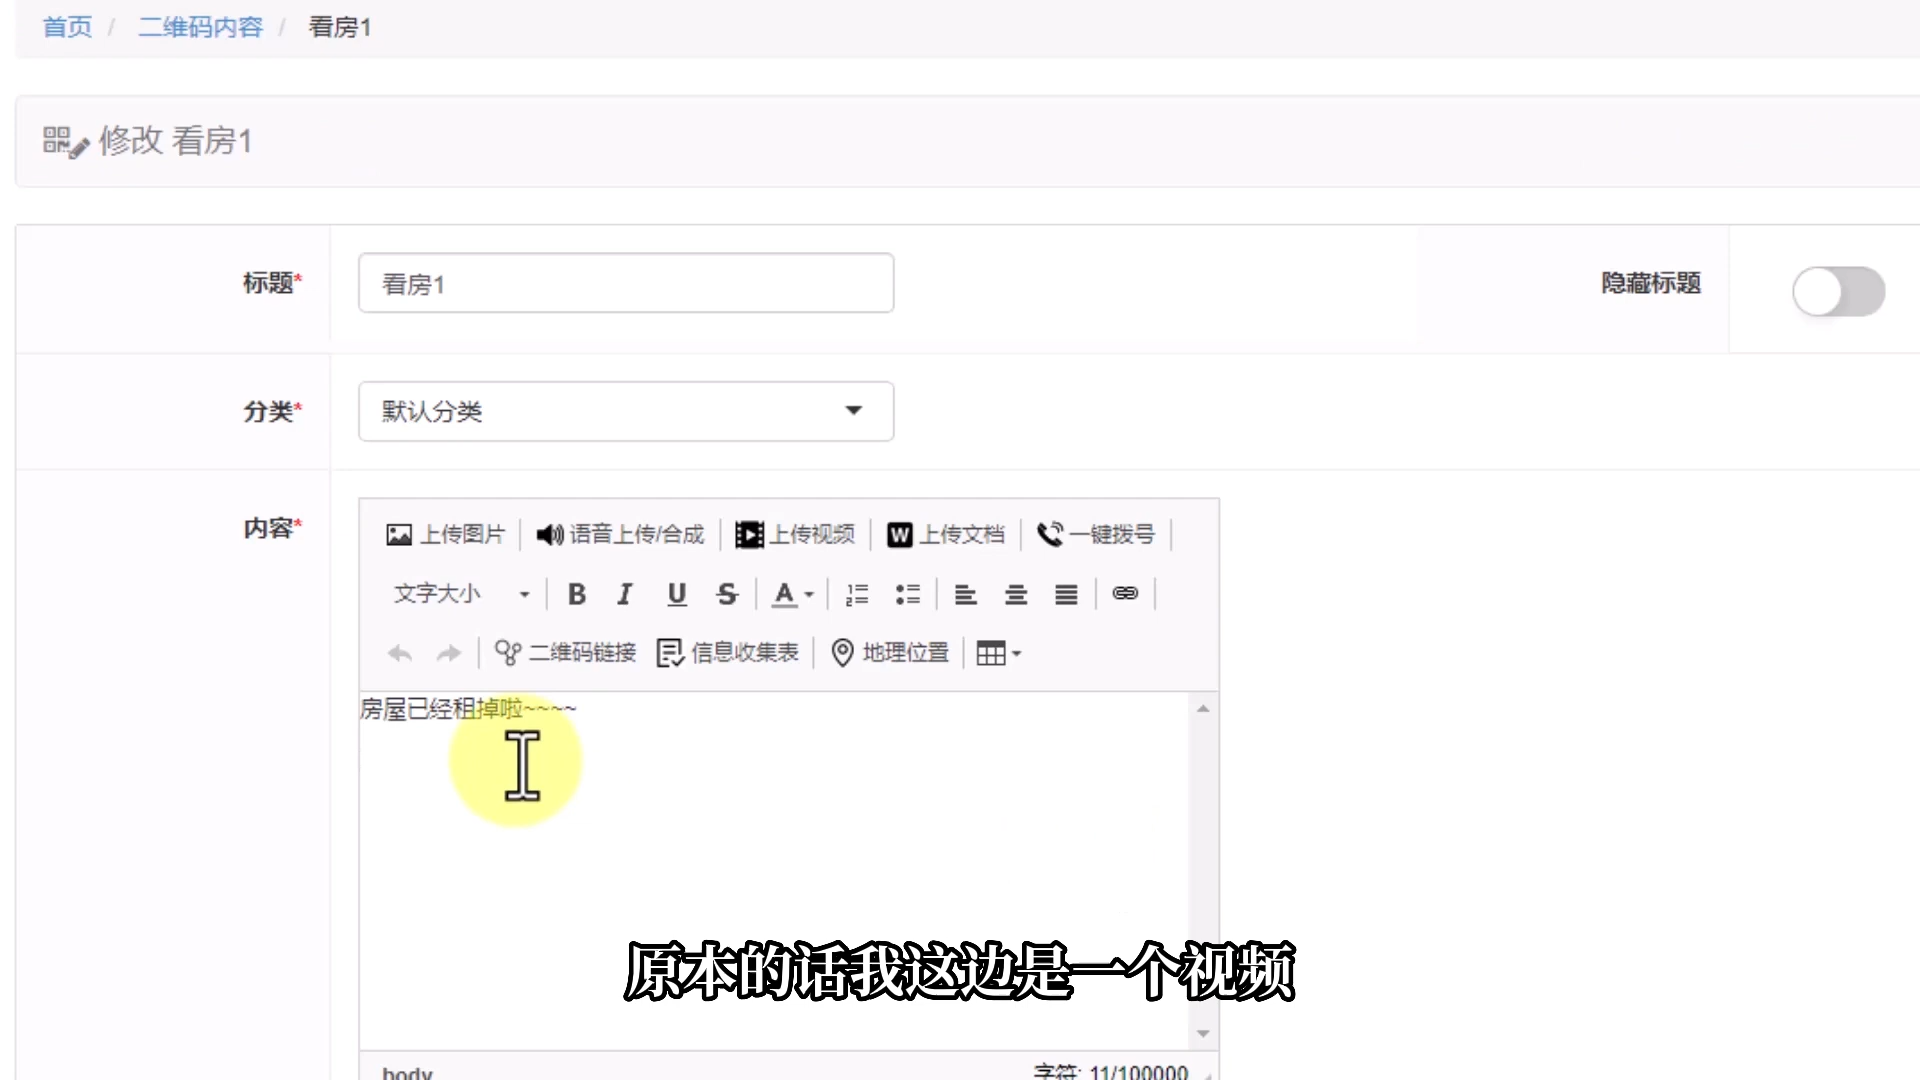 首页 / 二维码内容 / 看房1
修改 看房1
标题* 看房1 隐藏标题
分类* 默认分类
内容* 上传图片 语音上传/合成 上传视频 W 上传文档 一键拨号
文字大小 B I U S A
二维码链接 信息收集表 地理位置
房屋已经租掉啦~~~~
原本的话我这边是一个视频
body 字符: 11/100000